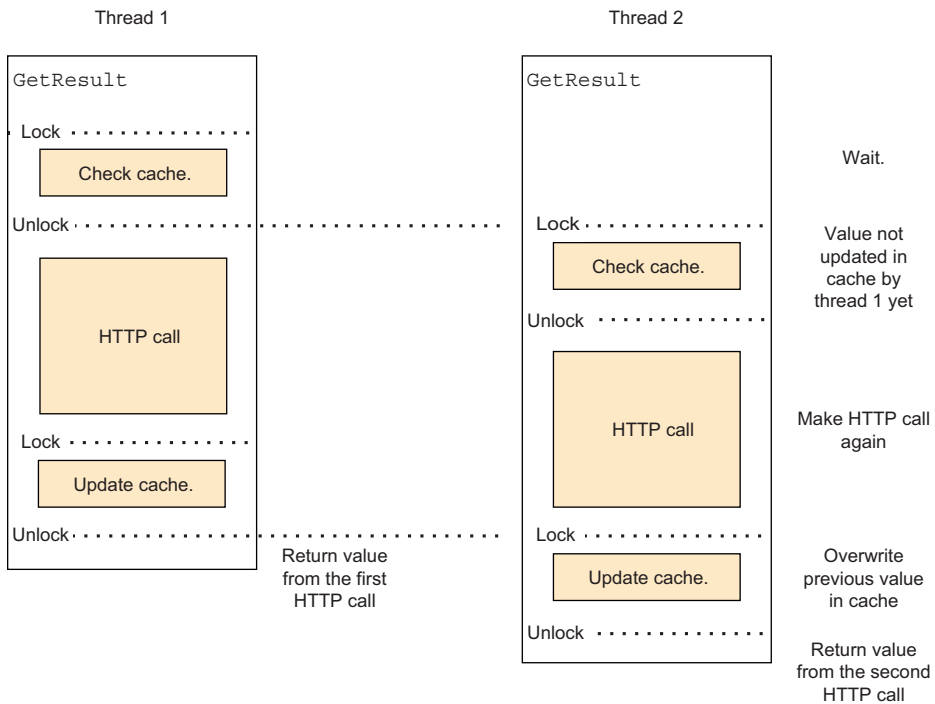 Thread 1
Thread 2
GetResult
Lock
Check cache.
Unlock
HTTP call
Lock
Update cache.
Unlock
Return value
from the first
HTTP call
GetResult
Lock
Check cache.
Unlock
HTTP call
Lock
Update cache.
Unlock
Wait.
Value not
updated in
cache by
thread 1 yet
Make HTTP call
again
Overwrite
previous value
in cache
Return value
from the second
HTTP call